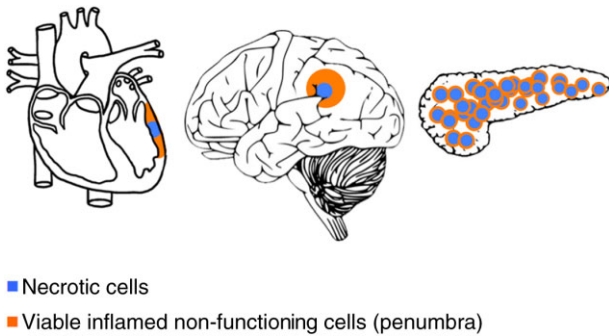 Necrotic cells
Viable inflamed non-functioning cells (penumbra)